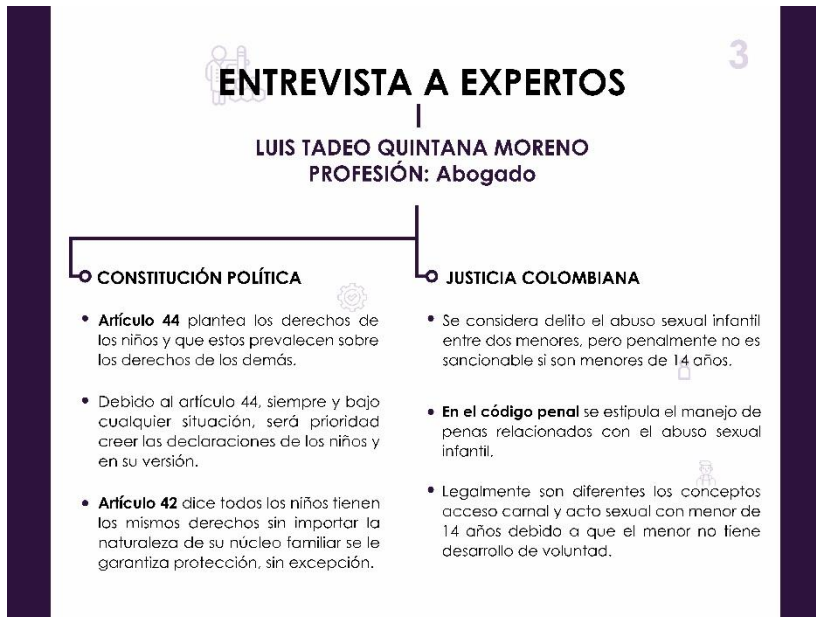 3
ENTREVISTA A EXPERTOS
LUIS TADEO QUINTANA MORENO
PROFESIÓN: Abogado
CONSTITUCIÓN POLÍTICA
• Artículo 44 plantea los derechos de
los niños y que estos prevalecen sobre
los derechos de los demás.
• Debido al artículo 44, siempre y bajo
cualquier situación, será prioridad
creer las declaraciones de los niños y
en su versión.
• Artículo 42 dice todos los niños tienen
los mismos derechos sin importar la
naturaleza de su núcleo familiar se le
garantiza protección, sin excepción.
JUSTICIA COLOMBIANA
• Se considera delito el abuso sexual infantil
entre dos menores, pero penalmente no es
sancionable si son menores de 14 años.
• En el código penal se estipula el manejo de
penas relacionados con el abuso sexual
infantil.
• Legalmente son diferentes los conceptos
acceso carnal y acto sexual con menor de
14 años debido a que el menor no tiene
desarrollo de voluntad.